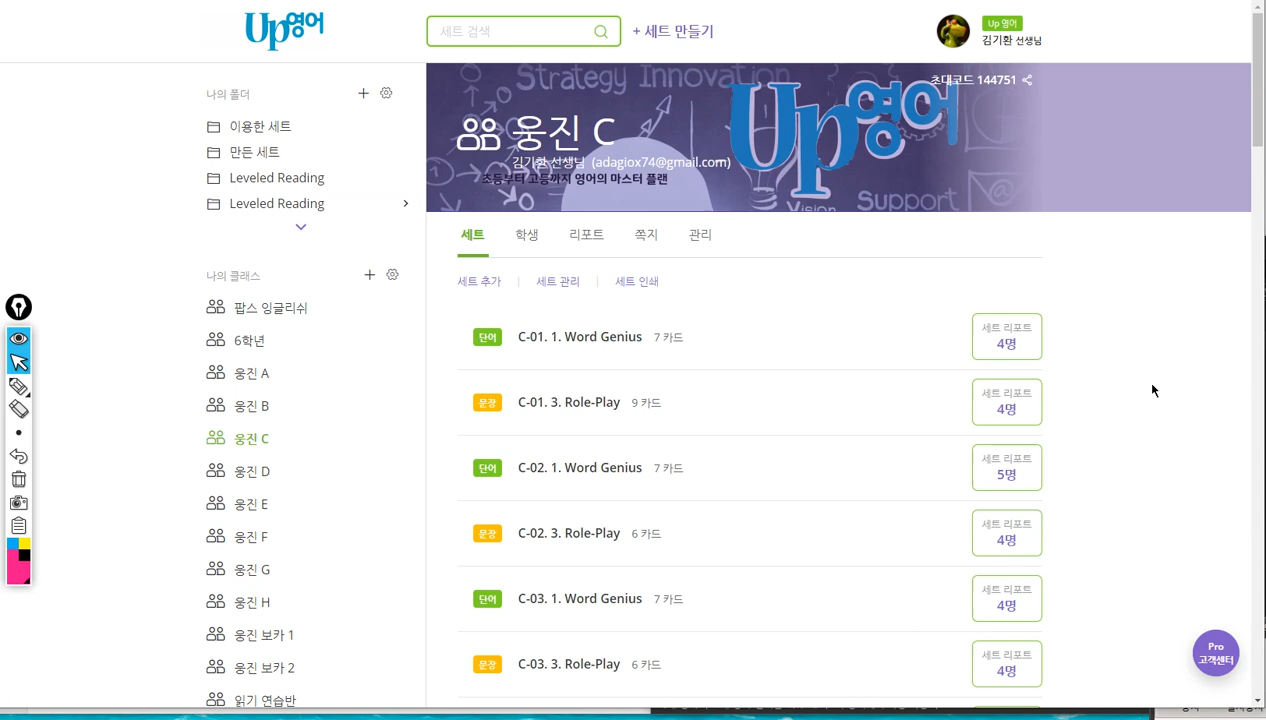 Up영어
세트 검색
+ 세트 만들기
Up 영어
김기환 선생님
나의 폴더
이용한 세트
만든 세트
Leveled Reading
Leveled Reading
나의 클래스
팝스 잉글리쉬
6학년
웅진 A
웅진 B
웅진 C
웅진 D
웅진 E
웅진 F
웅진 G
웅진 H
웅진 보카 1
웅진 보카 2
읽기 연습반
Strategy Innovation
초대코드 144751
Up영어
웅진 C
김기환 선생님 (adagiox74@gmail.com)
초등부터 고등까지 영어의 마스터 플랜
Vision
Support
세트 학생 리포트 쪽지 관리
세트 추가 | 세트 관리 | 세트 인쇄
단어 C-01. 1. Word Genius 7 카드 세트 리포트
4명
문장 C-01. 3. Role-Play 9 카드 세트 리포트
4명
단어 C-02. 1. Word Genius 7 카드 세트 리포트
5명
문장 C-02. 3. Role-Play 6 카드 세트 리포트
4명
단어 C-03. 1. Word Genius 7 카드 세트 리포트
4명
문장 C-03. 3. Role-Play 6 카드 세트 리포트
4명
Pro
고객센터